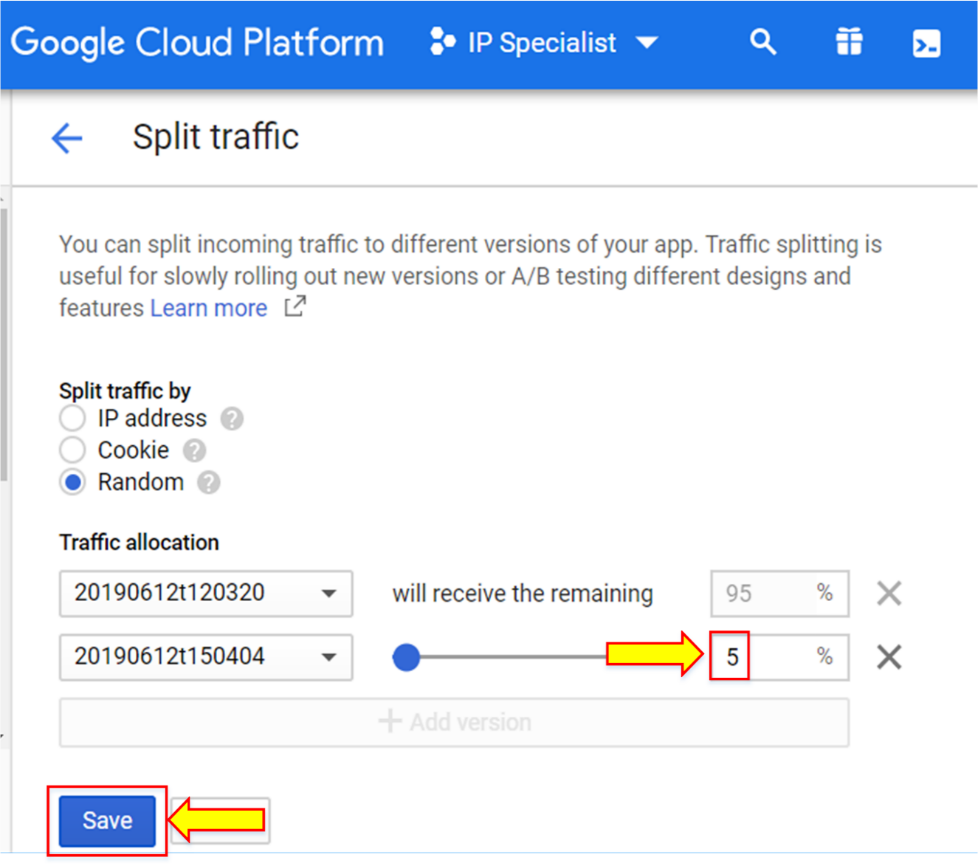 Google Cloud Platform IP Specialist
Split traffic
You can split incoming traffic to different versions of your app. Traffic splitting is
useful for slowly rolling out new versions or A/B testing different designs and
features Learn more
Split traffic by
IP address ?
Cookie ?
Random ?
Traffic allocation
20190612t120320 will receive the remaining 95 %
20190612t150404 5 %
+ Add version
Save